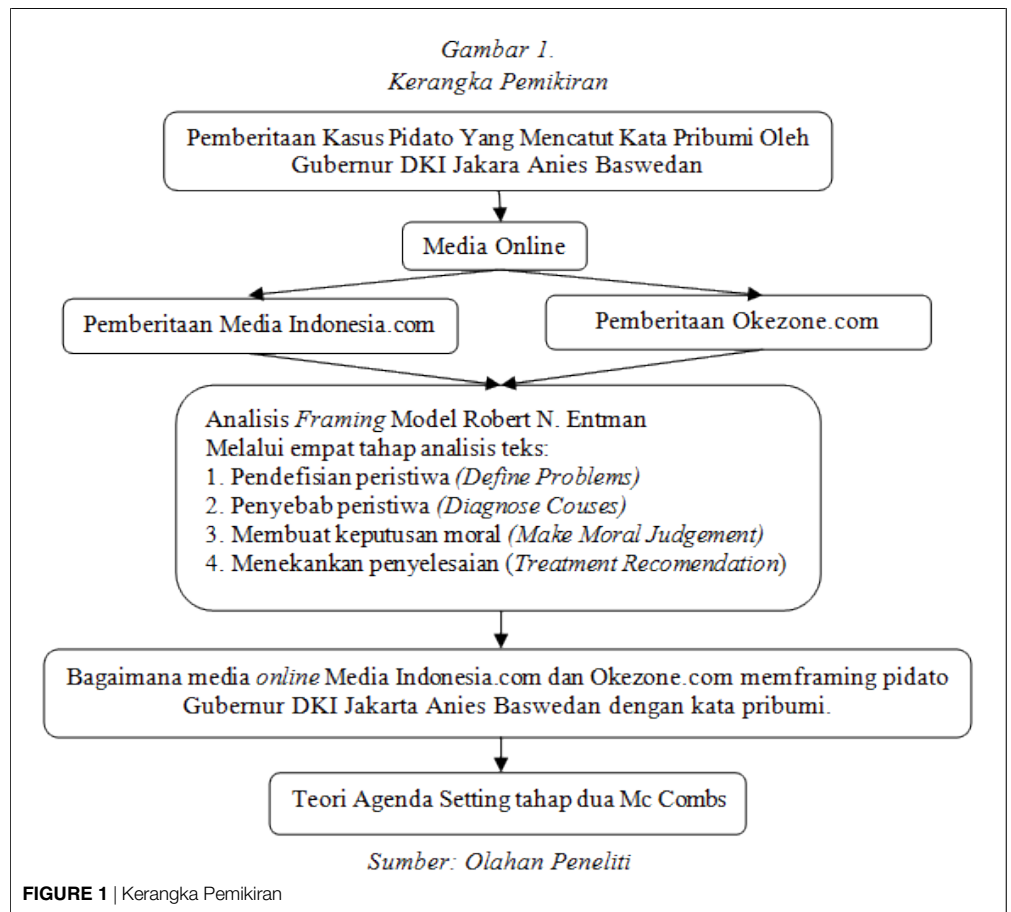 Gambar 1.
Kerangka Pemikiran
Pemberitaan Kasus Pidato Yang Mencatut Kata Pribumi Oleh
Gubernur DKI Jakara Anies Baswedan
Media Online
Pemberitaan Media Indonesia.com
Pemberitaan Okezone.com
Analisis Framing Model Robert N. Entman
Melalui empat tahap analisis teks:
1. Pendefisian peristiwa (Define Problems)
2. Penyebab peristiwa (Diagnose Couses)
3. Membuat keputusan moral (Make Moral Judgement)
4. Menekankan penyelesaian (Treatment Recomendation)
Bagaimana media online Media Indonesia.com dan Okezone.com memframing pidato
Gubernur DKI Jakarta Anies Baswedan dengan kata pribumi.
Teori Agenda Setting tahap dua Mc Combs
Sumber: Olahan Peneliti
FIGURE 1 | Kerangka Pemikiran